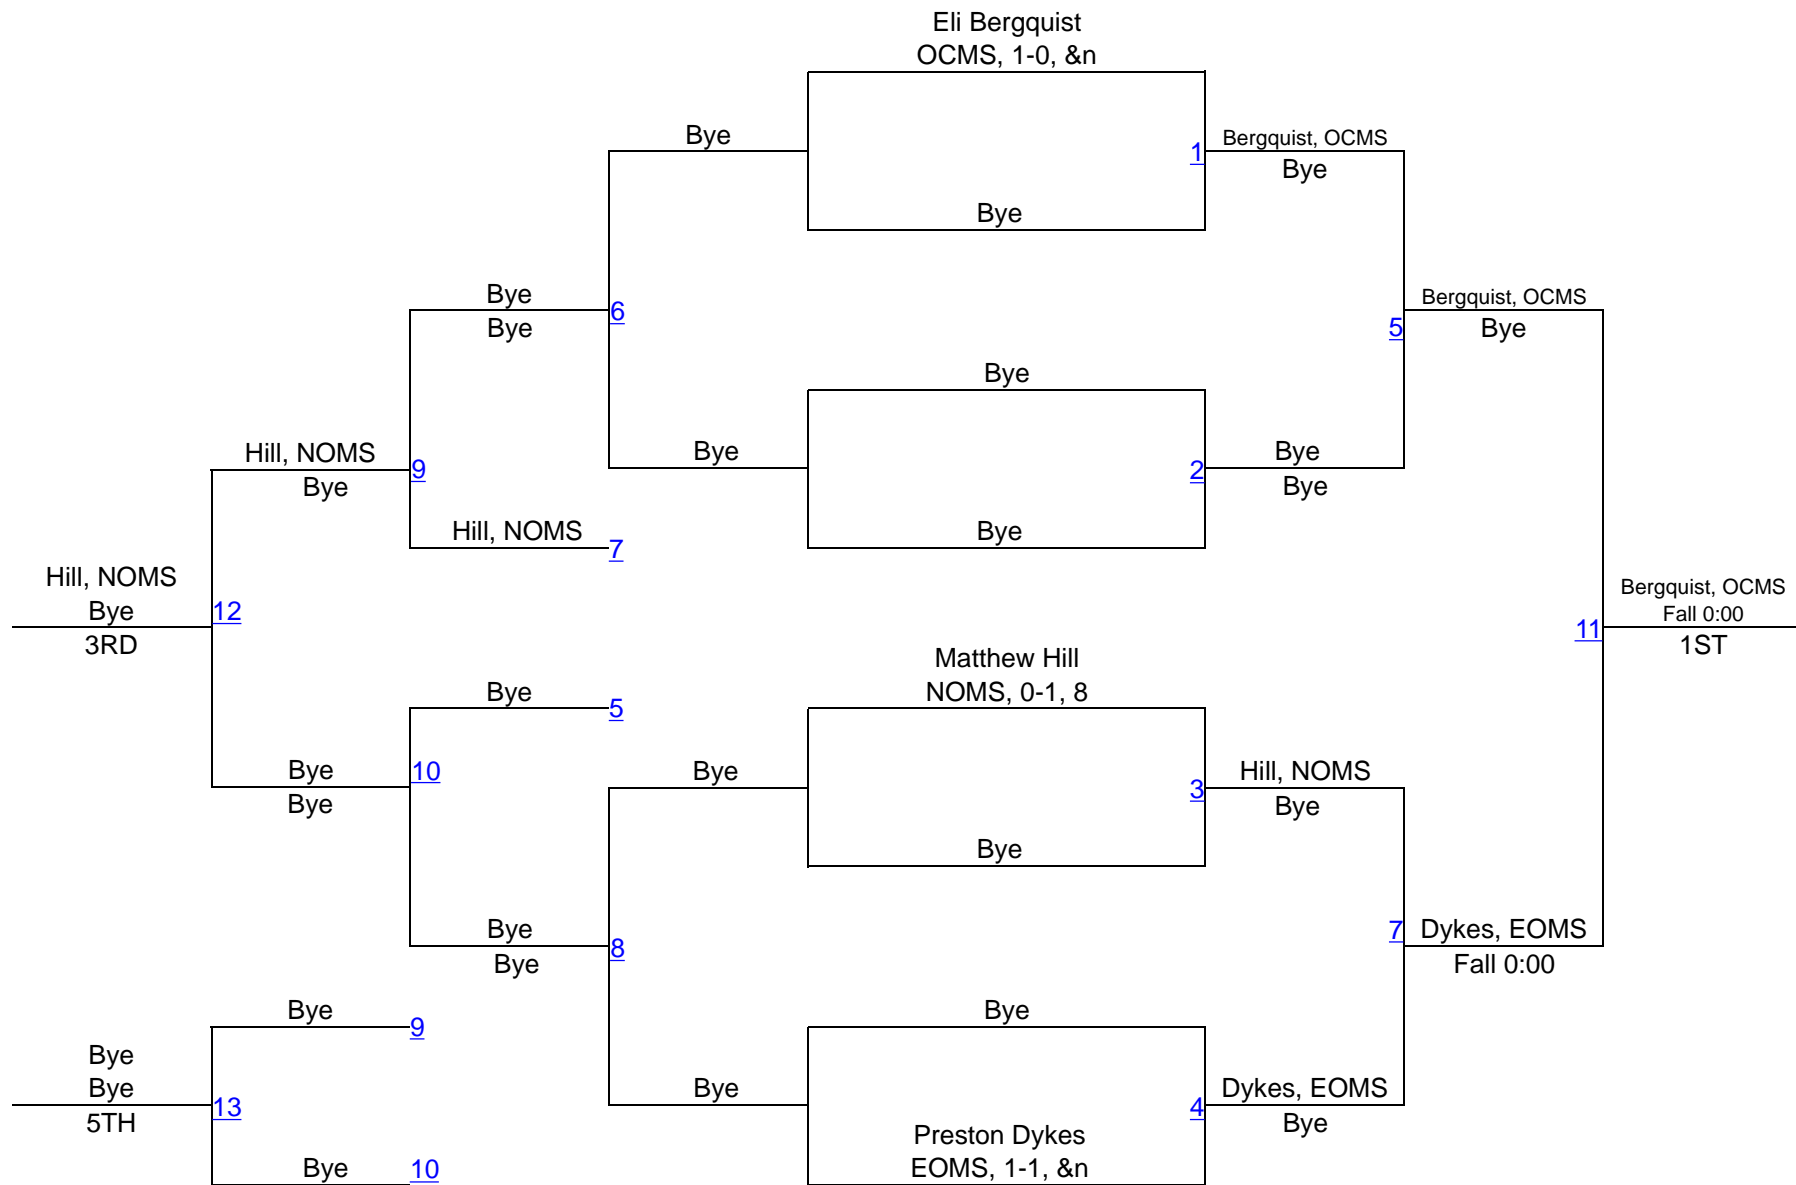 Eli Bergquist
OCMS, 1-0, &n
Bye
1
Bergquist, OCMS
Bye
Bye
Bye
Bye
6
Bergquist, OCMS
5
Bye
Bye
Hill, NOMS
Bye
9
Bye
2
Bye
Bye
Hill, NOMS
7
Bye
Hill, NOMS
Bye
3RD
12
Bergquist, OCMS
Fall 0:00
11
1ST
Matthew Hill
NOMS, 0-1, 8
Bye
5
Bye
Bye
10
Bye
3
Hill, NOMS
Bye
Bye
Bye
Bye
8
7
Dykes, EOMS
Fall 0:00
Bye
9
Bye
Bye
Bye
5TH
13
Bye
4
Dykes, EOMS
Bye
Preston Dykes
EOMS, 1-1, &n
Bye
10